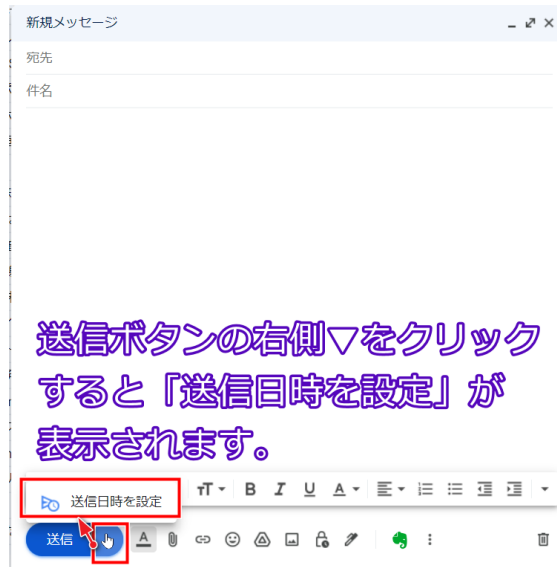 新規メッセージ
宛先
件名
送信ボタンの右側▽をクリック
すると「送信日時を設定」が
表示されます。
送信日時を設定
送信